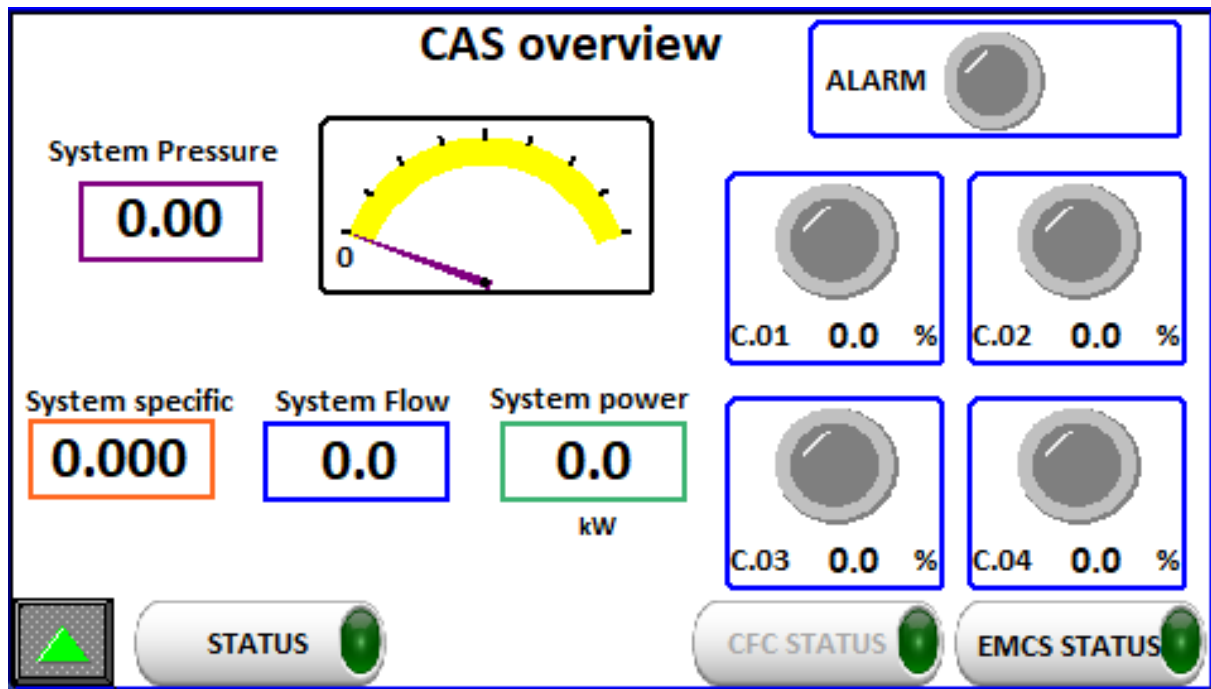 CAS overview
ALARM
System Pressure
0.00
0
C.01 0.0 %
C.02 0.0 %
System specific
0.000
System Flow
0.0
System power
0.0
kW
C.03 0.0 %
C.04 0.0 %
STATUS
CFC STATUS
EMCS STATUS